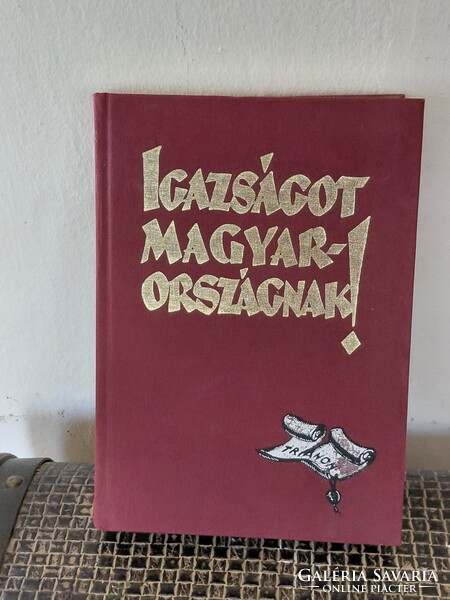 IGAZSÁGOT
MAGYAR-
ORSZÁGNAK!
TRIANON
GALÉRIA SAVARIA
ONLINE PIACTÉR